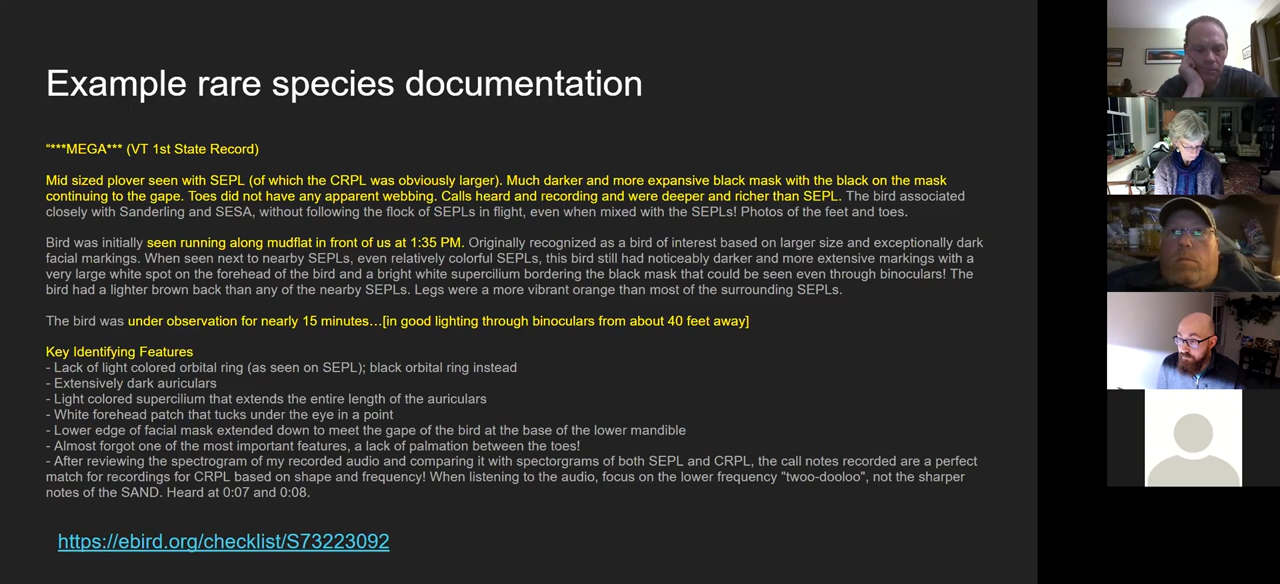 Example rare species documentation
“***MEGA*** (VT 1st State Record)
Mid sized plover seen with SEPL (of which the CRPL was obviously larger). Much darker and more expansive black mask with the black on the mask
continuing to the gape. Toes did not have any apparent webbing. Calls heard and recording and were deeper and richer than SEPL. The bird associated
closely with Sanderling and SESA, without following the flock of SEPLs in flight, even when mixed with the SEPLs! Photos of the feet and toes.
Bird was initially seen running along mudflat in front of us at 1:35 PM. Originally recognized as a bird of interest based on larger size and exceptionally dark
facial markings. When seen next to nearby SEPLs, even relatively colorful SEPLs, this bird still had noticeably darker and more extensive markings with a
very large white spot on the forehead of the bird and a bright white supercilium bordering the black mask that could be seen even through binoculars! The
bird had a lighter brown back than any of the nearby SEPLs. Legs were a more vibrant orange than most of the surrounding SEPLs.
The bird was under observation for nearly 15 minutes…[in good lighting through binoculars from about 40 feet away]
Key Identifying Features
- Lack of light colored orbital ring (as seen on SEPL); black orbital ring instead
- Extensively dark auriculars
- Light colored supercilium that extends the entire length of the auriculars
- White forehead patch that tucks under the eye in a point
- Lower edge of facial mask extended down to meet the gape of the bird at the base of the lower mandible
- Almost forgot one of the most important features, a lack of palmation between the toes!
- After reviewing the spectrogram of my recorded audio and comparing it with spectorgrams of both SEPL and CRPL, the call notes recorded are a perfect
match for recordings for CRPL based on shape and frequency! When listening to the audio, focus on the lower frequency "twoo-dooloo", not the sharper
notes of the SAND. Heard at 0:07 and 0:08.
https://ebird.org/checklist/S73223092